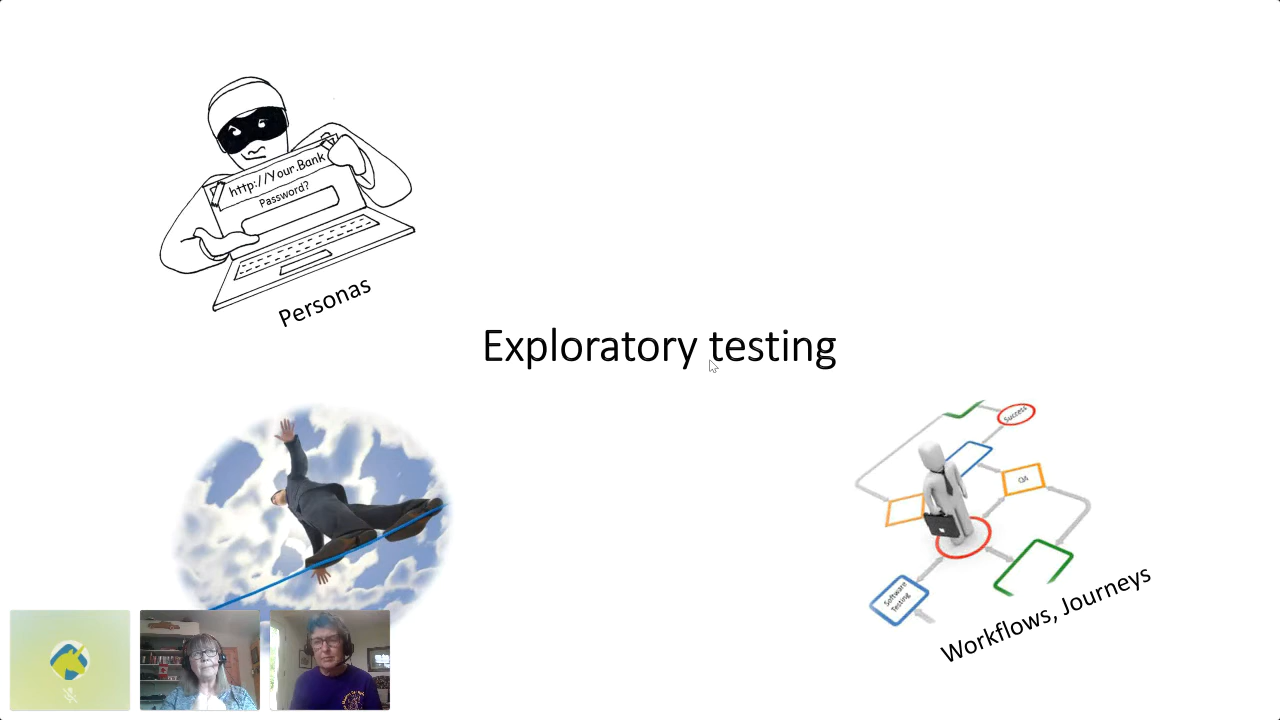 http://Your.Bank
Password?
Personas
Exploratory testing
Success
QA
Software
Testing
Workflows, Journeys